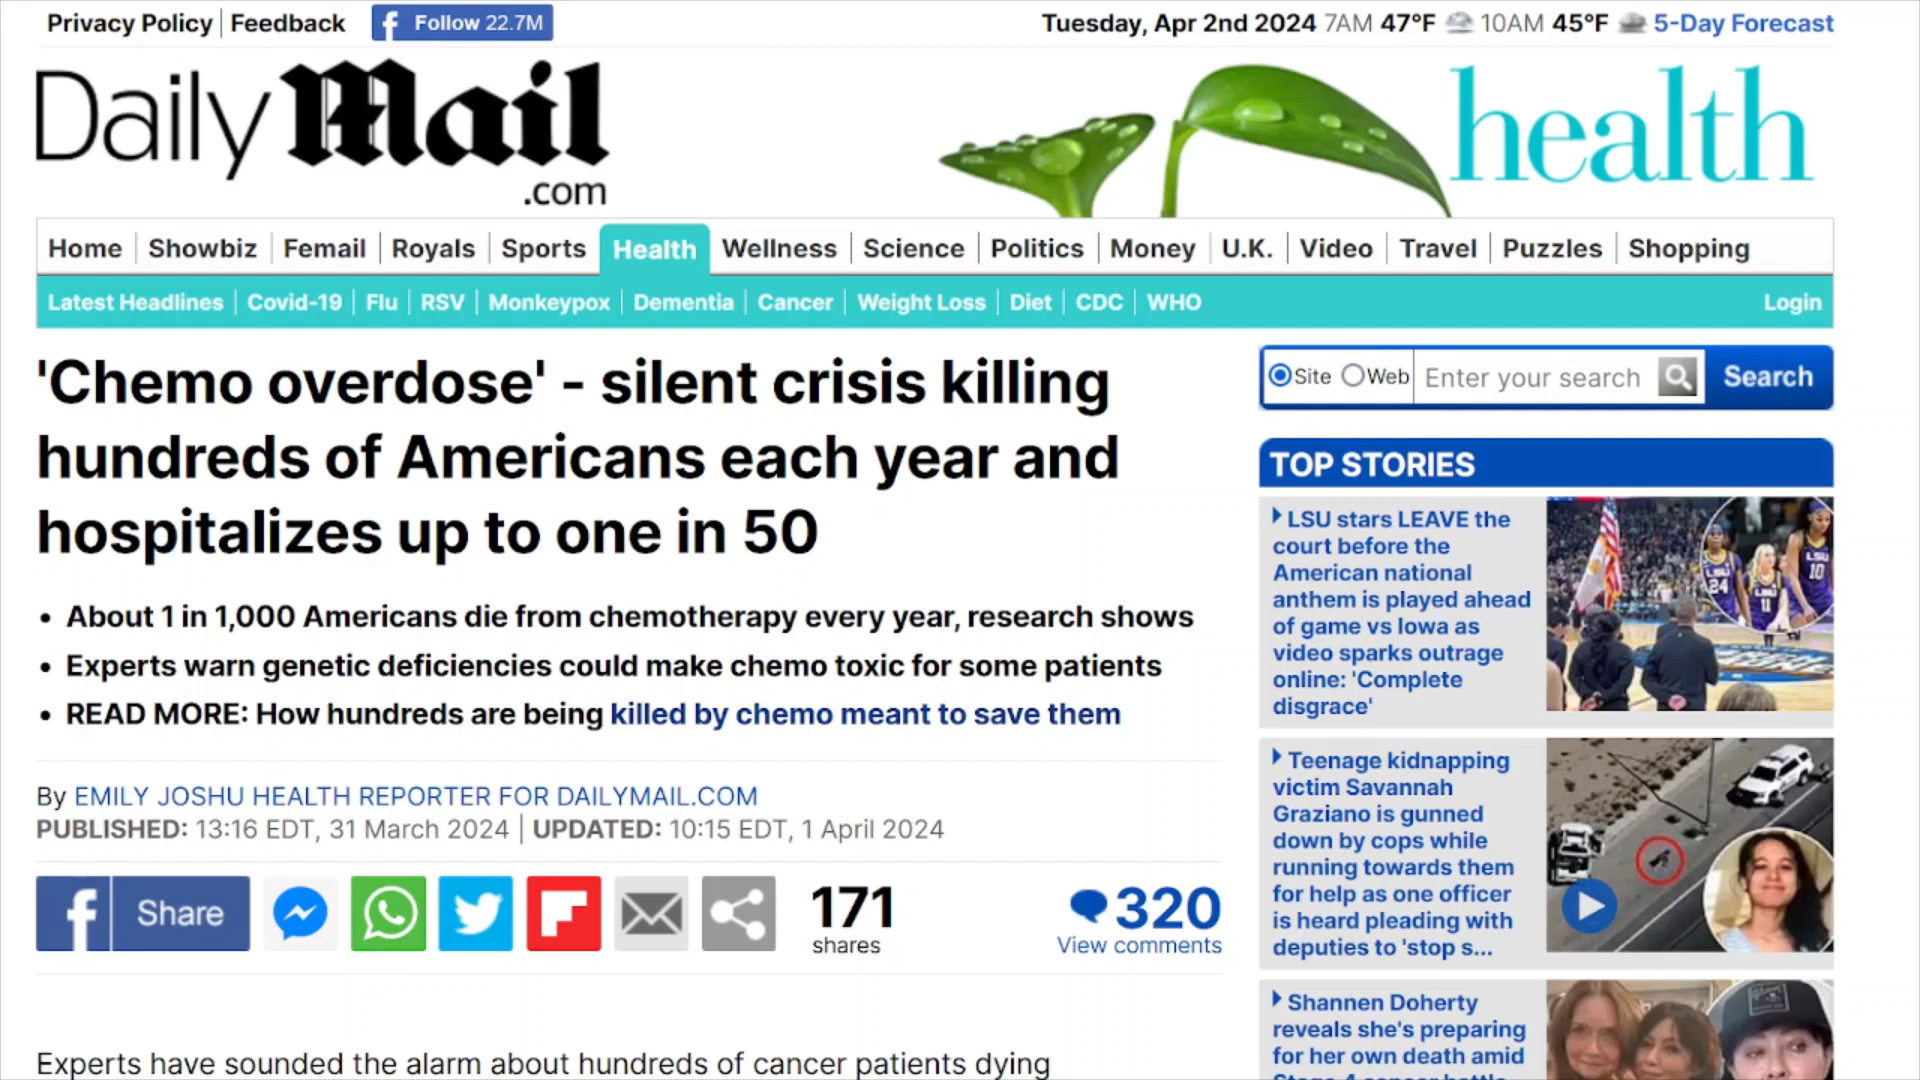 Privacy Policy | Feedback Follow 22.7M
Tuesday, Apr 2nd 2024 7AM 47°F 10AM 45°F 5-Day Forecast
Daily Mail
.com
health
Home | Showbiz | Femail | Royals | Sports | Health | Wellness | Science | Politics | Money | U.K. | Video | Travel | Puzzles | Shopping
Latest Headlines | Covid-19 | Flu | RSV | Monkeypox | Dementia | Cancer | Weight Loss | Diet | CDC | WHO Login
'Chemo overdose' - silent crisis killing
hundreds of Americans each year and
hospitalizes up to one in 50
• About 1 in 1,000 Americans die from chemotherapy every year, research shows
• Experts warn genetic deficiencies could make chemo toxic for some patients
• READ MORE: How hundreds are being killed by chemo meant to save them
By EMILY JOSHU HEALTH REPORTER FOR DAILYMAIL.COM
PUBLISHED: 13:16 EDT, 31 March 2024 | UPDATED: 10:15 EDT, 1 April 2024
Share
171
shares
320
View comments
Experts have sounded the alarm about hundreds of cancer patients dying
Site Web Enter your search Search
TOP STORIES
LSU stars LEAVE the
court before the
American national
anthem is played ahead
of game vs Iowa as
video sparks outrage
online: 'Complete
disgrace'
LSU
24
LSU
11
LSU
10
Teenage kidnapping
victim Savannah
Graziano is gunned
down by cops while
running towards them
for help as one officer
is heard pleading with
deputies to 'stop s...
Shannen Doherty
reveals she's preparing
for her own death amid
Stage 4 cancer battle